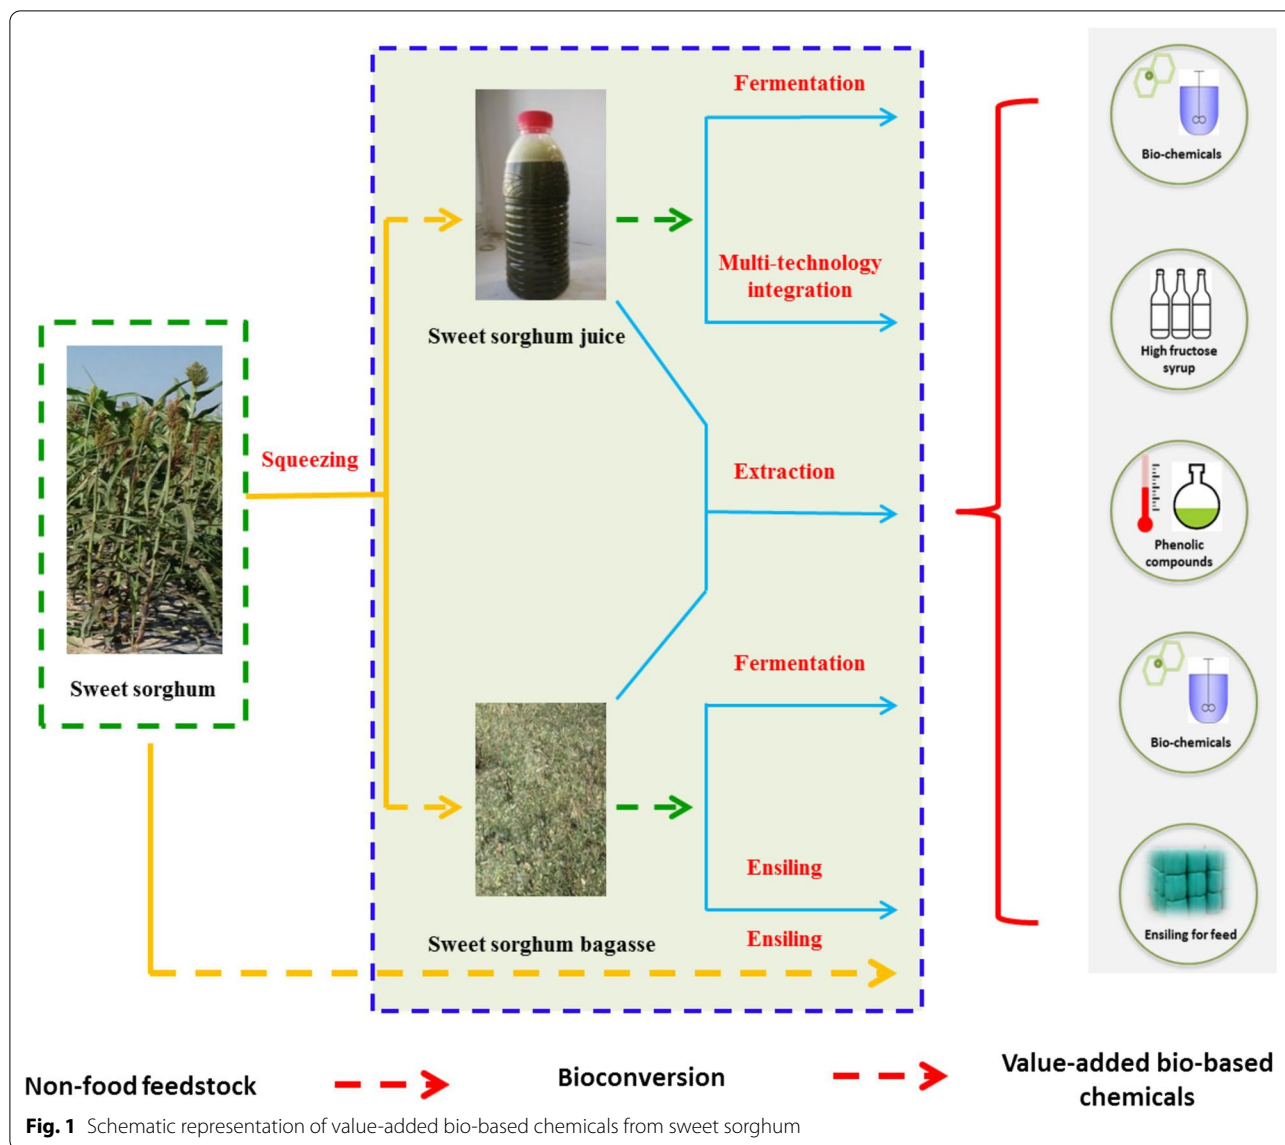 Fermentation
Bio-chemicals
Multi-technology
integration
Sweet sorghum juice
High fructose
syrup
Squeezing
Extraction
Phenolic
compounds
Sweet sorghum
Fermentation
Bio-chemicals
Ensiling
Sweet sorghum bagasse
Ensiling
Ensiling for feed
Non-food feedstock
Bioconversion
Value-added bio-based
chemicals
Fig. 1 Schematic representation of value-added bio-based chemicals from sweet sorghum